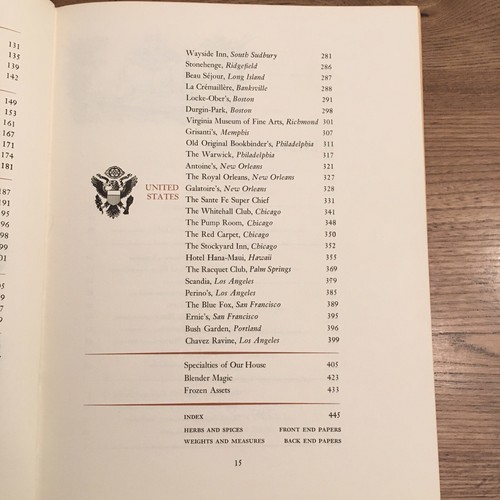 131
135
139
142
149
153
161
167
171
174
181
187
191
195
196
198
199
201
Wayside Inn, South Sudbury 281
Stonehenge, Ridgefield 286
Beau Séjour, Long Island 287
La Crémaillère, Banksville 288
Locke-Ober's, Boston 291
Durgin-Park, Boston 298
Virginia Museum of Fine Arts, Richmond 301
Grisanti's, Memphis 307
Old Original Bookbinder's, Philadelphia 311
The Warwick, Philadelphia 317
Antoine's, New Orleans 321
The Royal Orleans, New Orleans 327
Galatoire's, New Orleans 328
The Sante Fe Super Chief 331
The Whitehall Club, Chicago 341
The Pump Room, Chicago 348
The Red Carpet, Chicago 350
The Stockyard Inn, Chicago 352
Hotel Hana-Maui, Hawaii 355
The Racquet Club, Palm Springs 369
Scandia, Los Angeles 379
Perino's, Los Angeles 385
The Blue Fox, San Francisco 389
Ernie's, San Francisco 395
Bush Garden, Portland 396
Chavez Ravine, Los Angeles 399
UNITED
STATES
Specialties of Our House 405
Blender Magic 423
Frozen Assets 433
INDEX 445
HERBS AND SPICES FRONT END PAPERS
WEIGHTS AND MEASURES BACK END PAPERS
15